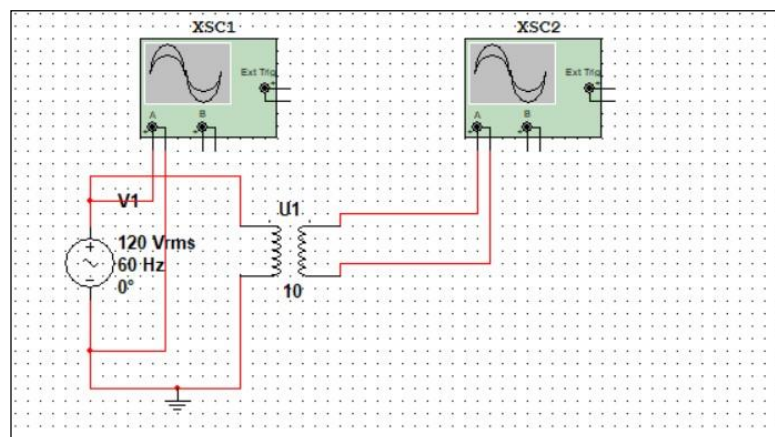 XSC1
XSC2
Ext Trig
Ext Trig
A
B
A
B
V1
U1
120 Vrms
60 Hz
0°
10